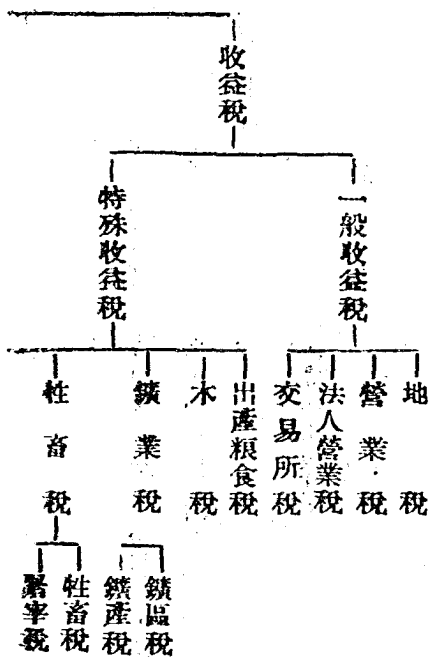 收益稅
一般收益稅
特殊收益稅
地稅
營業稅
法人營業稅
交易所稅
出產粮食稅
木稅
鑛業稅
牲畜稅
鑛區稅
鑛產稅
牲畜稅
屠宰稅